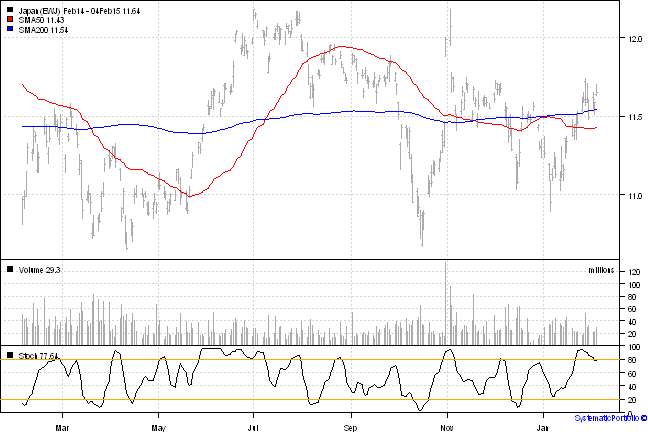 Japan (EWJ) Feb14 - 04Feb15 11.64
SMA50 11.43
SMA200 11.54
12.0
11.5
11.0
Volume 29.3
millions
120
100
80
60
40
20
Stoch 77.64
100
80
60
40
20
0
Mar
May
Jul
Sep
Nov
Jan
SystematicPortfolio ©